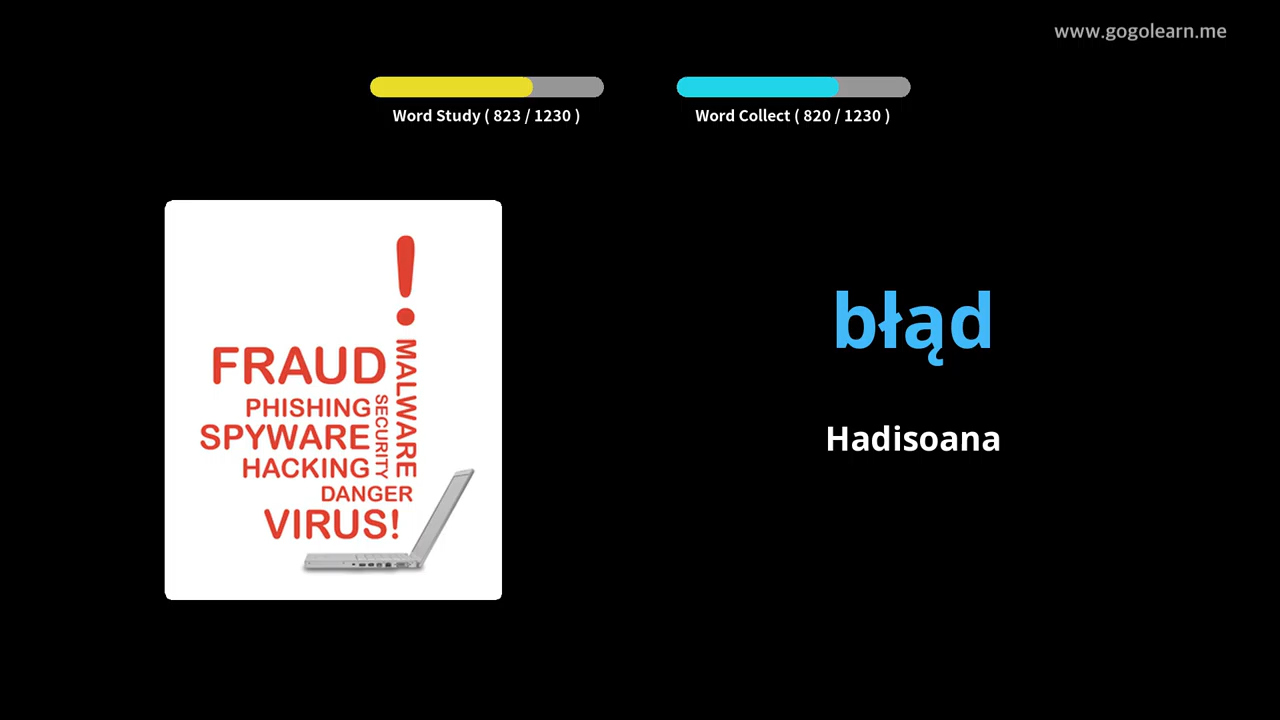 www.gogolearn.me
Word Study ( 823 / 1230 )
Word Collect ( 820 / 1230 )
!
FRAUD
MALWARE
PHISHING
SECURITY
SPYWARE
HACKING
DANGER
VIRUS!
błąd
Hadisoana